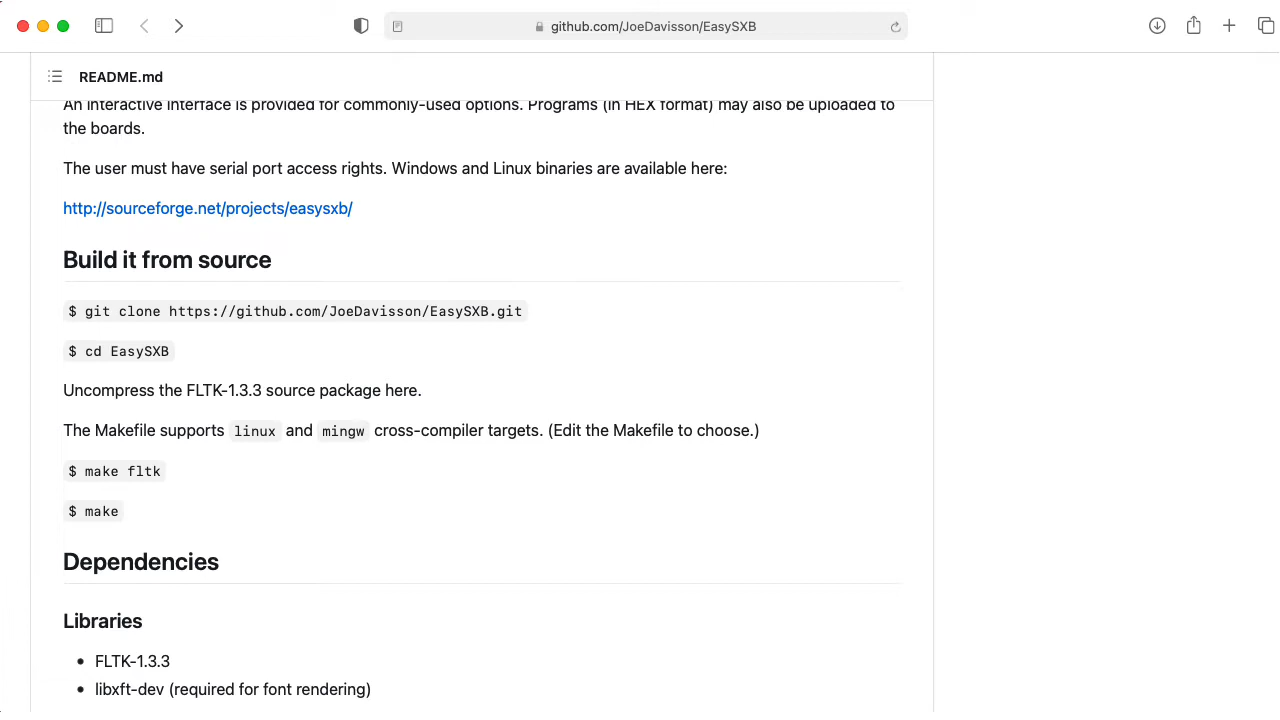 github.com/JoeDavisson/EasySXB
README.md
An interactive interface is provided for commonly-used options. Programs (in HEX format) may also be uploaded to
the boards.
The user must have serial port access rights. Windows and Linux binaries are available here:
http://sourceforge.net/projects/easysxb/
Build it from source
$ git clone https://github.com/JoeDavisson/EasySXB.git
$ cd EasySXB
Uncompress the FLTK-1.3.3 source package here.
The Makefile supports linux and mingw cross-compiler targets. (Edit the Makefile to choose.)
$ make fltk
$ make
Dependencies
Libraries
• FLTK-1.3.3
• libxft-dev (required for font rendering)